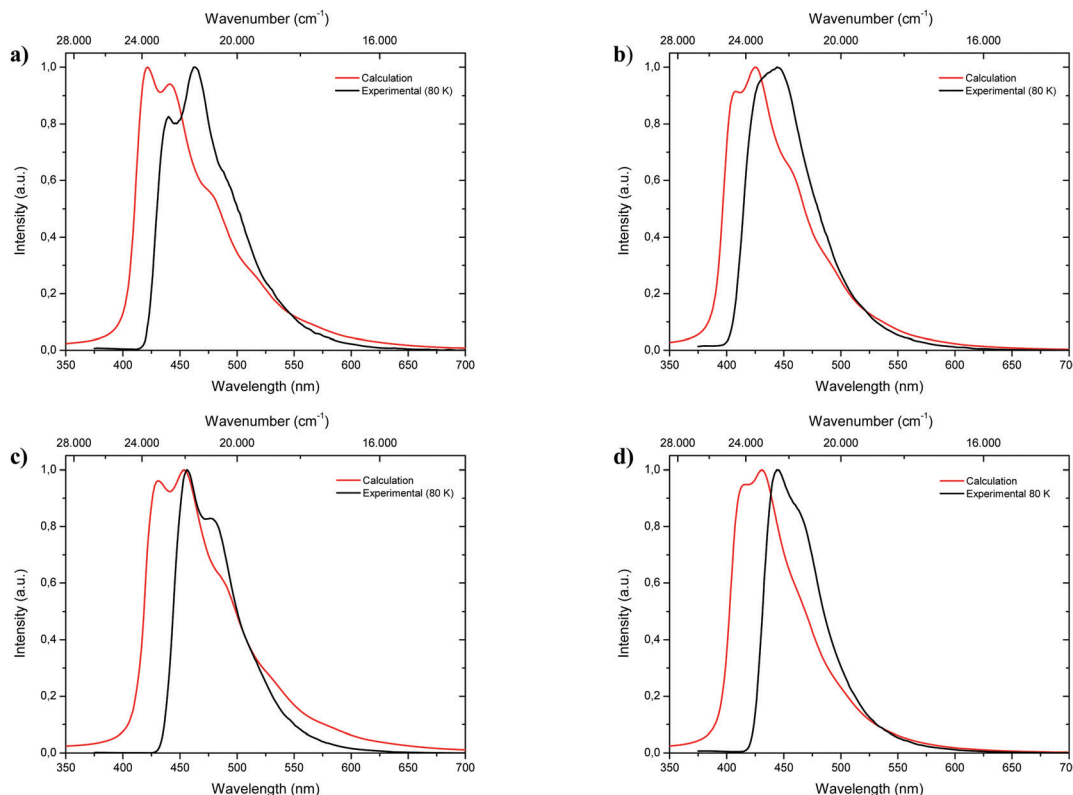 Wavenumber (cm⁻¹)
28.000 24.000 20.000 16.000
a)
Calculation
Experimental (80 K)
1,0
0,8
0,6
0,4
0,2
0,0
Intensity (a.u.)
350 400 450 500 550 600 650 700
Wavelength (nm)
Wavenumber (cm⁻¹)
28.000 24.000 20.000 16.000
b)
Calculation
Experimental (80 K)
1,0
0,8
0,6
0,4
0,2
0,0
Intensity (a.u.)
350 400 450 500 550 600 650 70
Wavelength (nm)
Wavenumber (cm⁻¹)
28.000 24.000 20.000 16.000
c)
Calculation
Experimental (80 K)
1,0
0,8
0,6
0,4
0,2
0,0
Intensity (a.u.)
350 400 450 500 550 600 650 700
Wavelength (nm)
Wavenumber (cm⁻¹)
28.000 24.000 20.000 16.000
d)
Calculation
Experimental 80 K)
1,0
0,8
0,6
0,4
0,2
0,0
Intensity (a.u.)
350 400 450 500 550 600 650 70
Wavelength (nm)